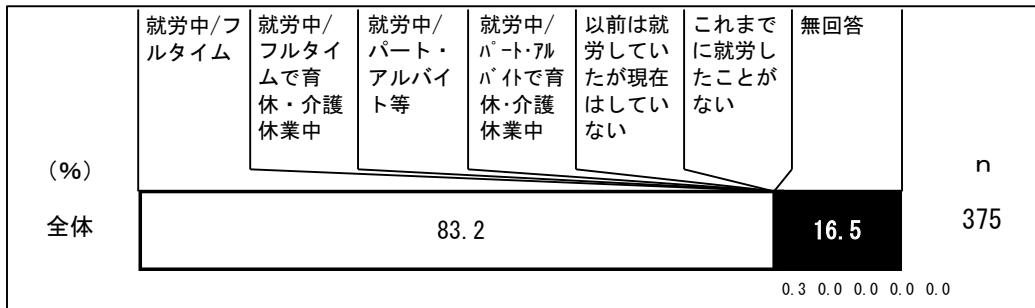 就労中/フ
ルタイム
就労中/
フルタイ
ムで育
休・介護
休業中
就労中/
パート・
アルバイ
ト等
就労中/
ﾊﾟｰﾄ･ｱﾙ
ﾊﾞｲﾄで育
休･介護
休業中
以前は就
労してい
たが現在
はしてい
ない
これまで
に就労し
たことが
ない
無回答
(%)
n
全体
83.2
16.5
375
0.3 0.0 0.0 0.0 0.0